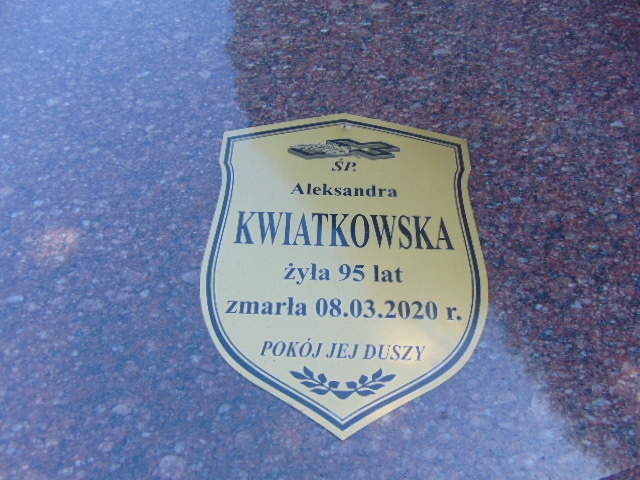 ŚP.
Aleksandra
KWIATKOWSKA
żyła 95 lat
zmarła 08.03.2020 r.
POKÓJ JEJ DUSZY